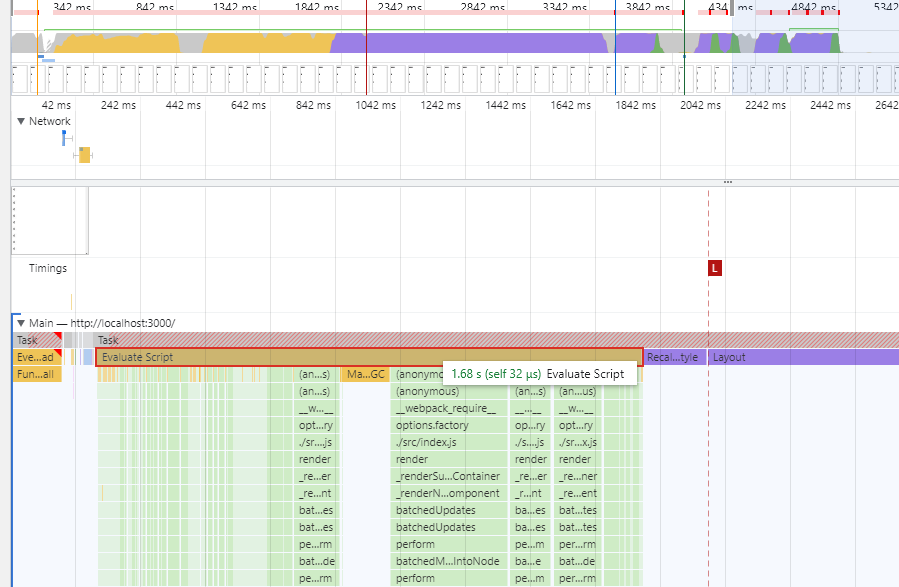 342 ms 842 ms 1342 ms 1842 ms 2342 ms 2842 ms 3342 ms 3842 ms 434 ms 4842 ms 5342
42 ms 242 ms 442 ms 642 ms 842 ms 1042 ms 1242 ms 1442 ms 1642 ms 1842 ms 2042 ms 2242 ms 2442 ms 2642
▼ Network
...
Timings
L
▼ Main — http://localhost:3000/
Task Task
Eve...ad Evaluate Script Recal...tyle Layout
Fun...all (an...s) Ma...GC (anonymo 1.68 s (self 32 μs) Evaluate Script
(an...s) (anonymous) (an...s) (an...us)
__w...__ __webpack_require__ __...__ __w...__
opt...ry options.factory op...ry opt...ry
./sr...js ./src/index.js ./s....js ./sr...x.js
render render render render
_re...er _renderSu...Container _r...er _re...ner
_re...nt _renderN...omponent _r...nt _re...ent
bat...es batchedUpdates ba...es bat...tes
bat...es batchedUpdates ba...es bat...tes
pe...rm perform pe...m per...rm
bat...de batchedM...IntoNode ba...e bat...de
pe...rm perform pe...m per...rm